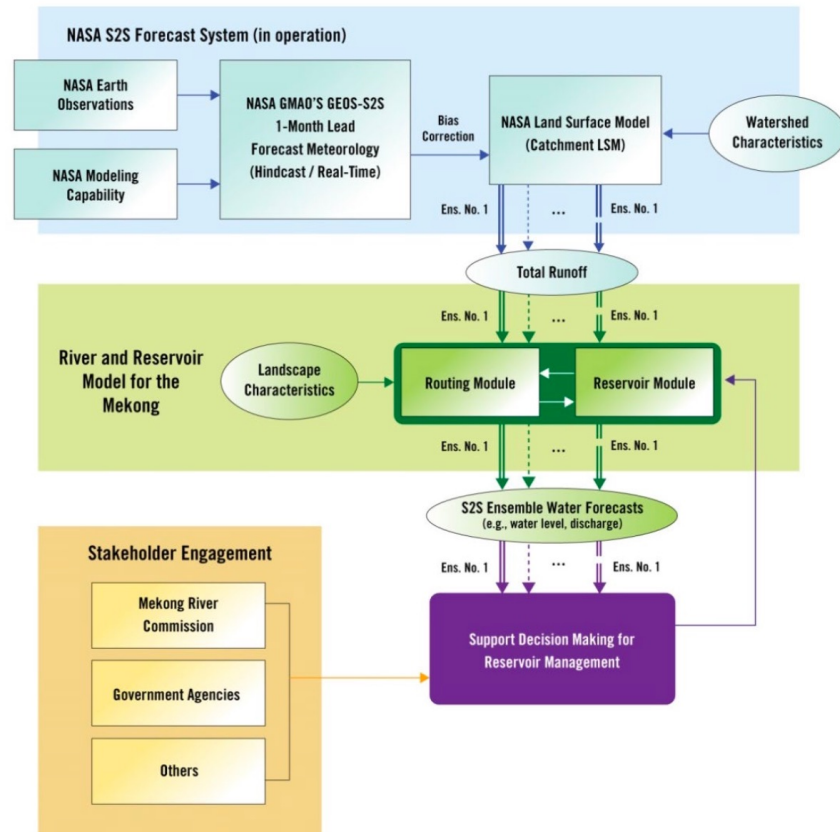 NASA S2S Forecast System (in operation)
NASA Earth
Observations
NASA Modeling
Capability
NASA GMAO'S GEOS-S2S
1-Month Lead
Forecast Meteorology
(Hindcast / Real-Time)
Bias
Correction
NASA Land Surface Model
(Catchment LSM)
Watershed
Characteristics
Ens. No. 1
...
Ens. No. 1
Total Runoff
Ens. No. 1
...
Ens. No. 1
River and Reservoir
Model for the
Mekong
Landscape
Characteristics
Routing Module
Reservoir Module
Ens. No. 1
...
Ens. No. 1
S2S Ensemble Water Forecasts
(e.g., water level, discharge)
Ens. No. 1
...
Ens. No. 1
Stakeholder Engagement
Mekong River
Commission
Government Agencies
Others
Support Decision Making for
Reservoir Management